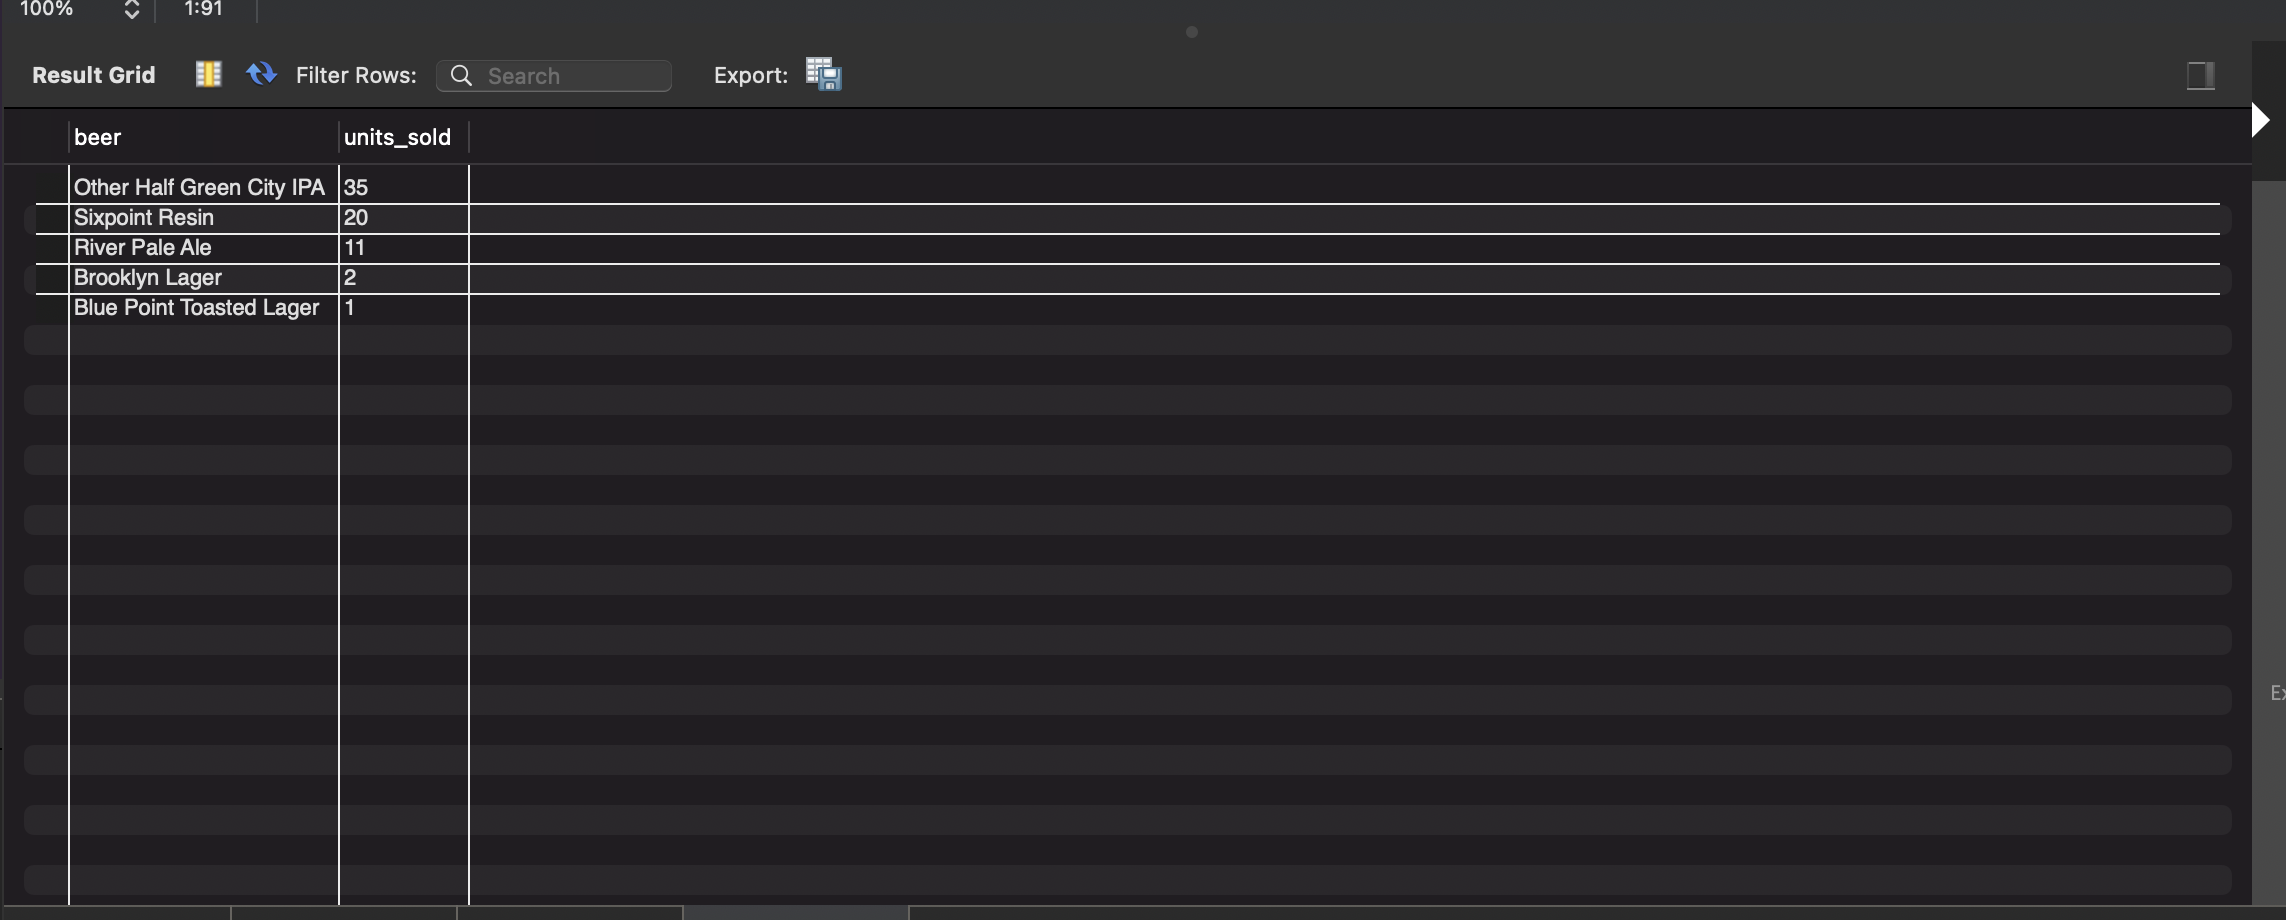 100% 1:91
Result Grid Filter Rows: Search Export:
beer units_sold
Other Half Green City IPA 35
Sixpoint Resin 20
River Pale Ale 11
Brooklyn Lager 2
Blue Point Toasted Lager 1